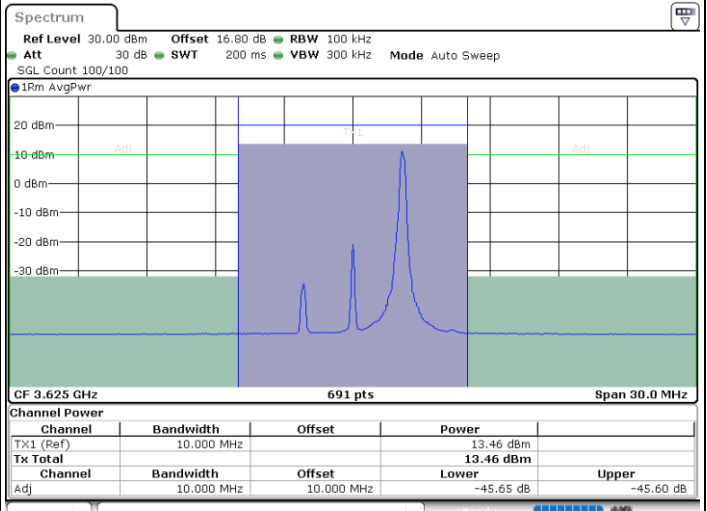 Spectrum
Ref Level 30.00 dBm Offset 16.80 dB RBW 100 kHz
Att 30 dB SWT 200 ms VBW 300 kHz Mode Auto Sweep
SGL Count 100/100
1Rm AvgPwr
20 dBm
TX1
Adj
Adj
10 dBm
0 dBm
-10 dBm
-20 dBm
-30 dBm
CF 3.625 GHz 691 pts Span 30.0 MHz
Channel Power
Channel Bandwidth Offset Power
TX1 (Ref) 10.000 MHz 13.46 dBm
Tx Total 13.46 dBm
Channel Bandwidth Offset Lower Upper
Adj 10.000 MHz 10.000 MHz -45.65 dB -45.60 dB